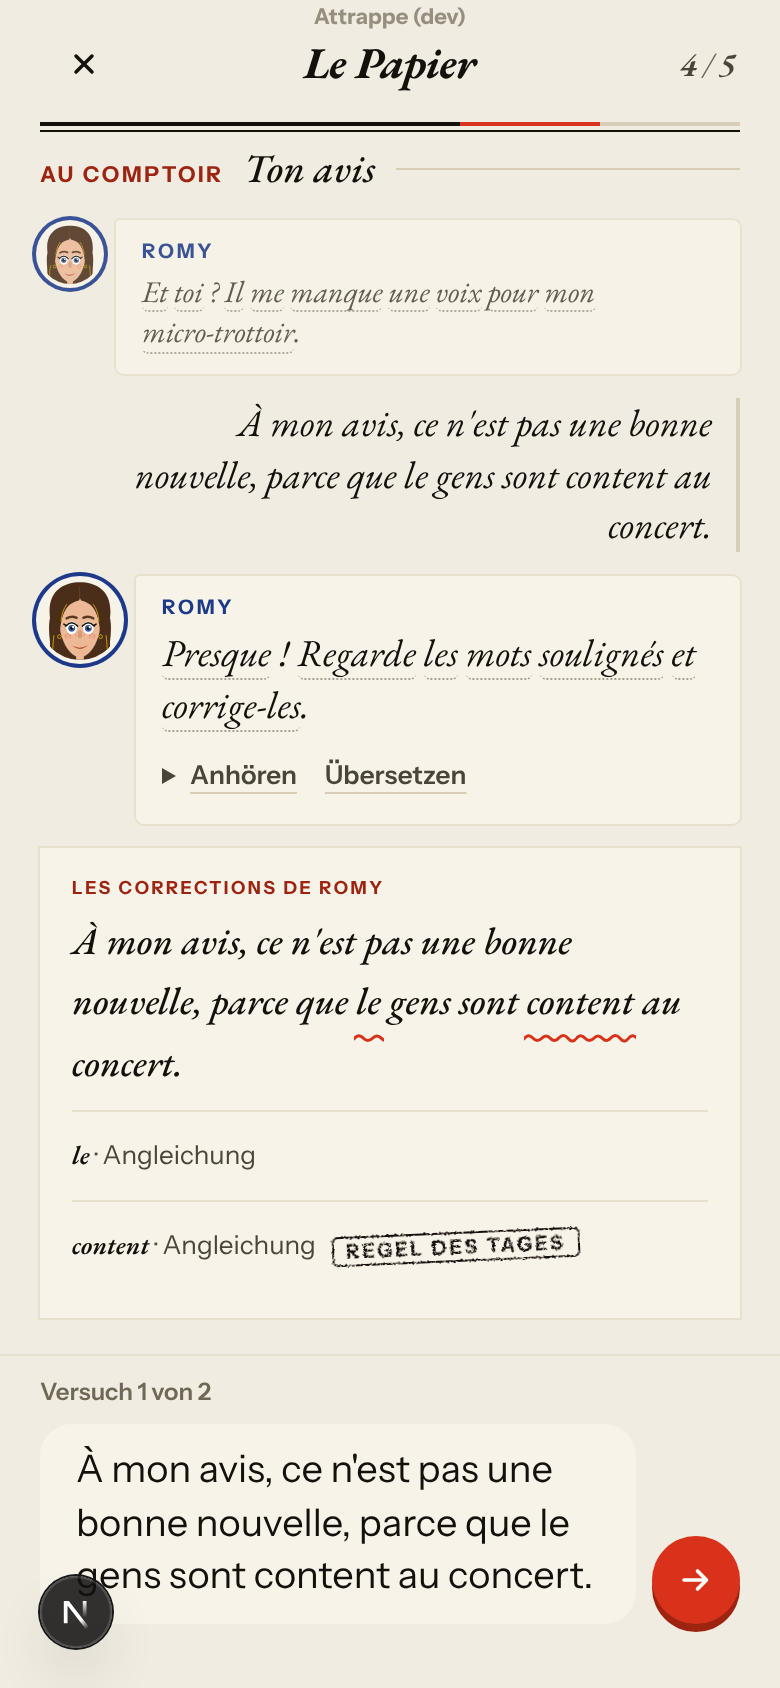 Attrappe (dev)
Le Papier
4 / 5
AU COMPTOIR Ton avis
ROMY
Et toi ? Il me manque une voix pour mon
micro-trottoir.
À mon avis, ce n'est pas une bonne
nouvelle, parce que le gens sont content au
concert.
ROMY
Presque ! Regarde les mots soulignés et
corrige-les.
Anhören Übersetzen
LES CORRECTIONS DE ROMY
À mon avis, ce n'est pas une bonne
nouvelle, parce que le gens sont content au
concert.
le · Angleichung
content · Angleichung REGEL DES TAGES
Versuch 1 von 2
À mon avis, ce n'est pas une
bonne nouvelle, parce que le
gens sont content au concert.
N